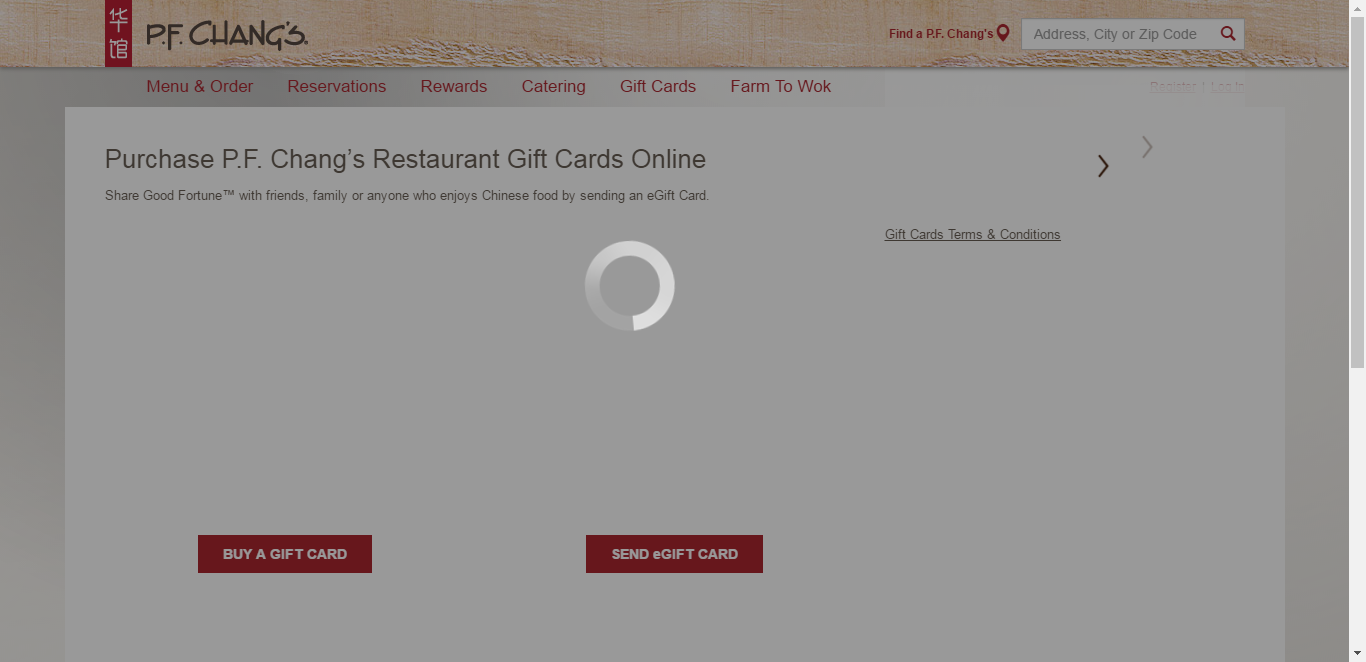 华馆
P.F. CHANG'S.
Find a P.F. Chang's
Address, City or Zip Code
Menu & Order
Reservations
Rewards
Catering
Gift Cards
Farm To Wok
Register | Log In
Purchase P.F. Chang’s Restaurant Gift Cards Online
Share Good Fortune™ with friends, family or anyone who enjoys Chinese food by sending an eGift Card.
Gift Cards Terms & Conditions
BUY A GIFT CARD
SEND eGIFT CARD